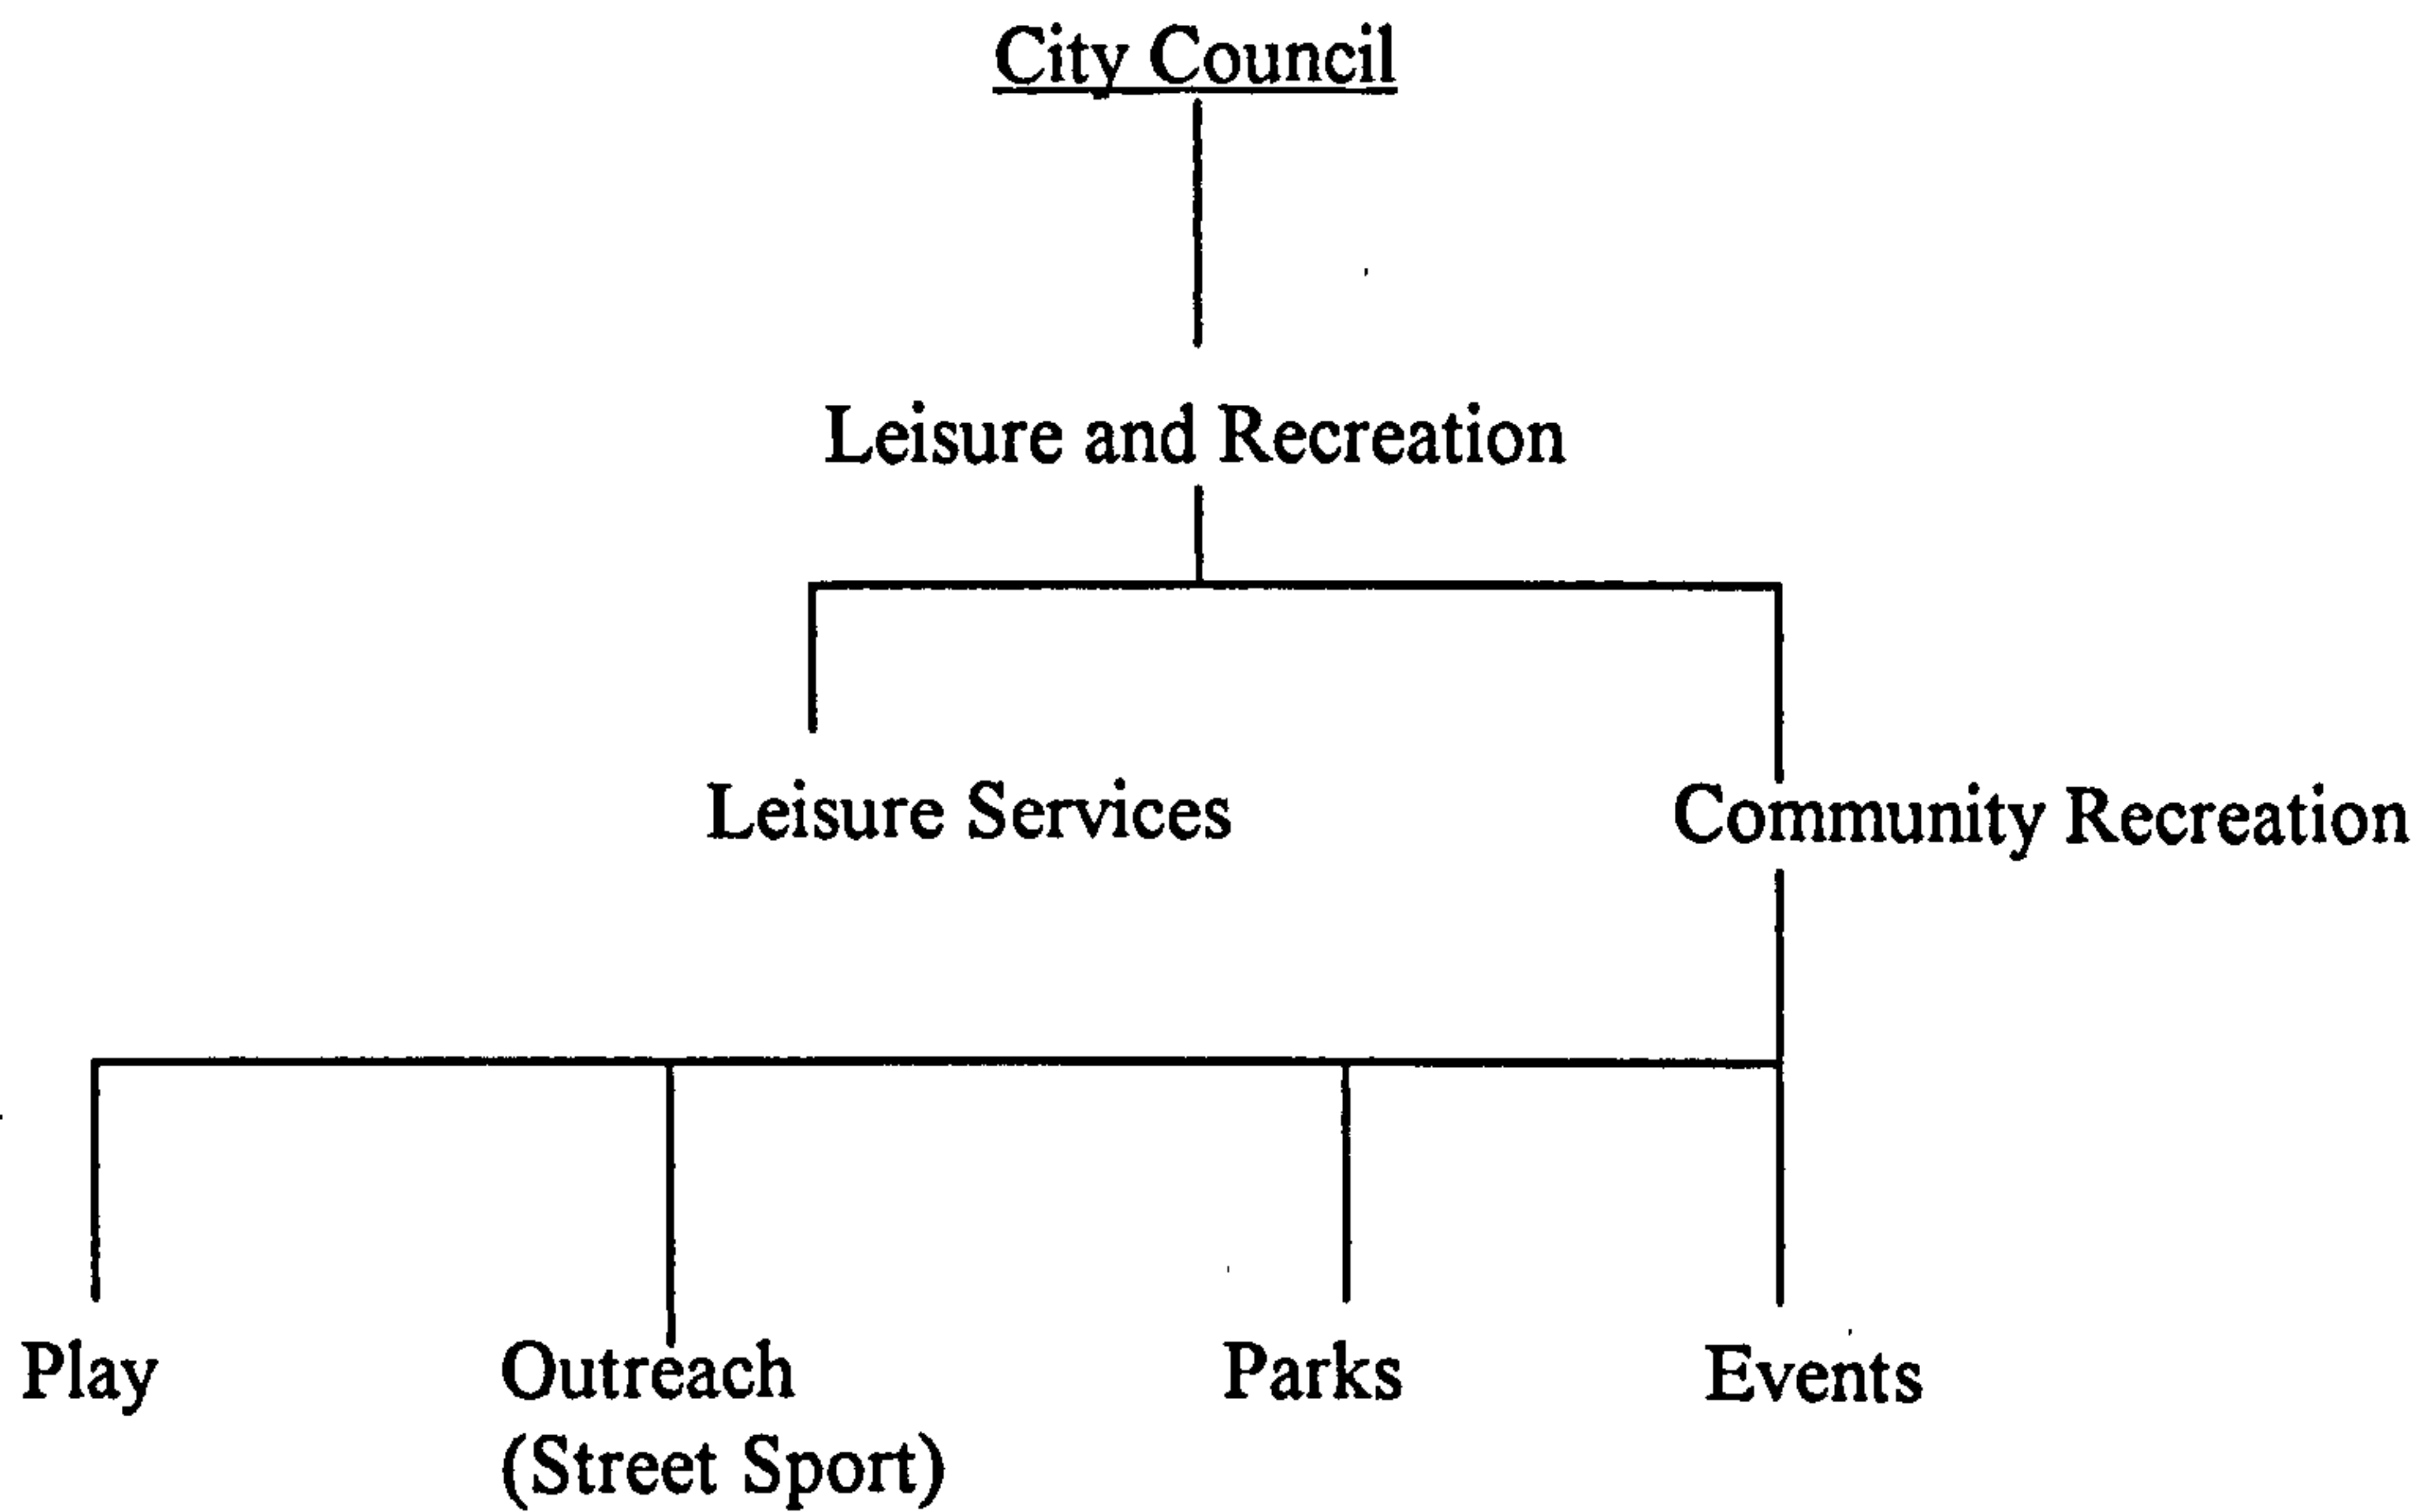 City Council
Leisure and Recreation
Leisure Services
Community Recreation
Play
Outreach
(Street Sport)
Parks
Events